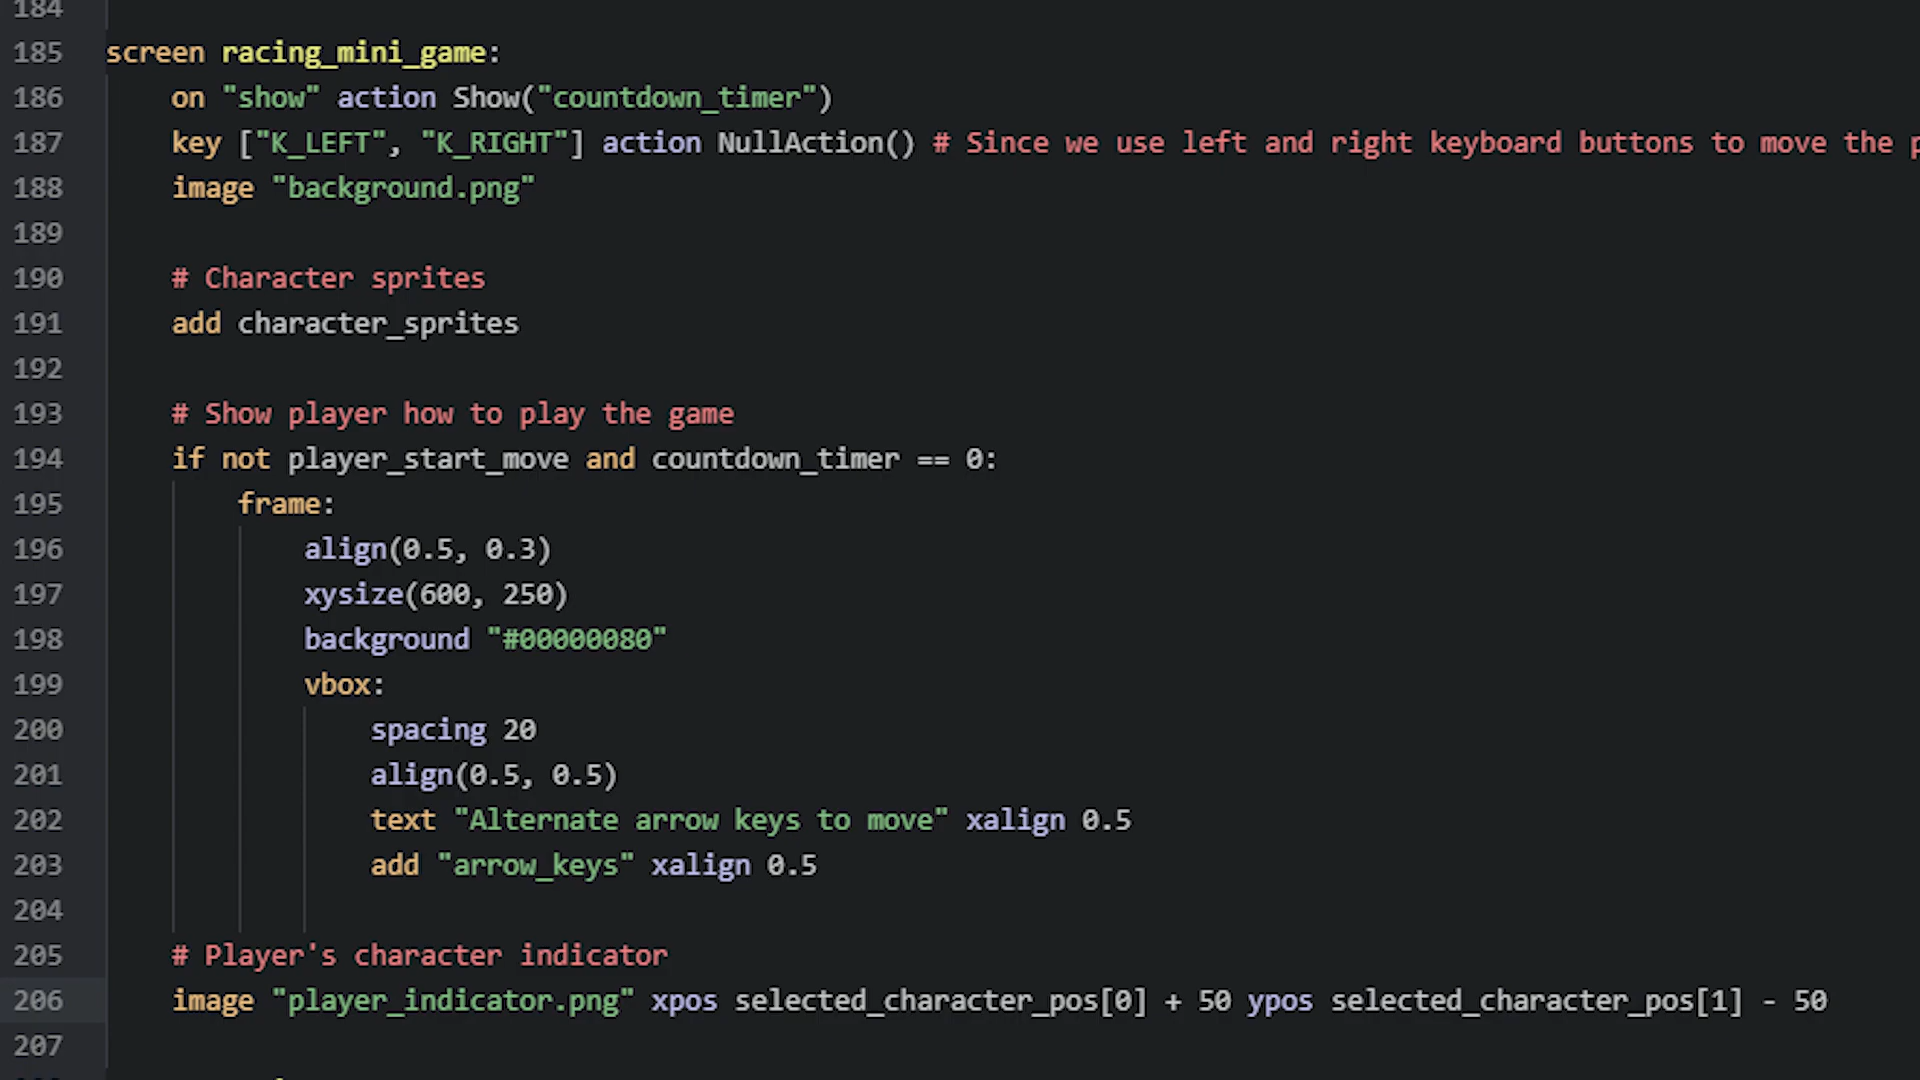 184
185 screen racing_mini_game:
186 on "show" action Show("countdown_timer")
187 key ["K_LEFT", "K_RIGHT"] action NullAction() # Since we use left and right keyboard buttons to move the
188 image "background.png"
189
190 # Character sprites
191 add character_sprites
192
193 # Show player how to play the game
194 if not player_start_move and countdown_timer == 0:
195 frame:
196 align(0.5, 0.3)
197 xysize(600, 250)
198 background "#00000080"
199 vbox:
200 spacing 20
201 align(0.5, 0.5)
202 text "Alternate arrow keys to move" xalign 0.5
203 add "arrow_keys" xalign 0.5
204
205 # Player's character indicator
206 image "player_indicator.png" xpos selected_character_pos[0] + 50 ypos selected_character_pos[1] - 50
207